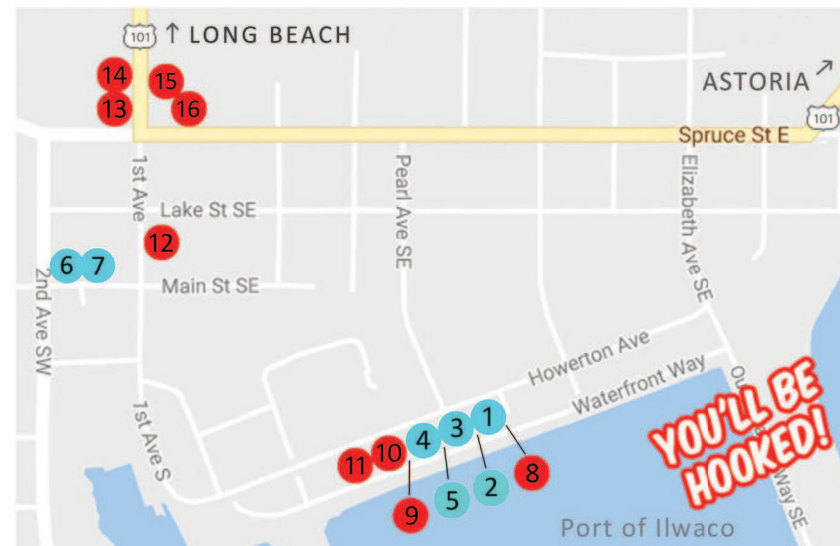 101 ↑ LONG BEACH
14
15
13
16
ASTORIA ↗
101
Spruce St E
1st Ave
Pearl Ave SE
Elizabeth Ave SE
Lake St SE
12
6
7
Main St SE
2nd Ave SW
Howerton Ave
Waterfront Way
1st Ave S
YOU'LL BE
HOOKED!
1
3
4
10
11
8
2
5
9
Way SE
Port of Ilwaco